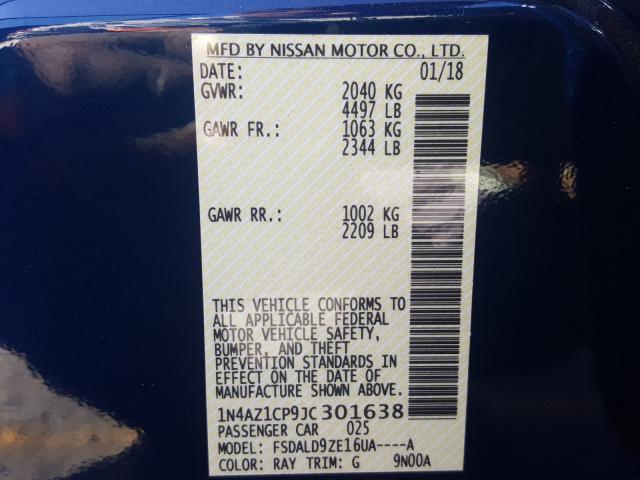 MFD BY NISSAN MOTOR CO., LTD.
DATE: 01/18
GVWR: 2040 KG
4497 LB
GAWR FR.: 1063 KG
2344 LB
GAWR RR.: 1002 KG
2209 LB
THIS VEHICLE CONFORMS TO
ALL APPLICABLE FEDERAL
MOTOR VEHICLE SAFETY,
BUMPER, AND THEFT
PREVENTION STANDARDS IN
EFFECT ON THE DATE OF
MANUFACTURE SHOWN ABOVE.
1N4AZ1CP9JC301638
PASSENGER CAR 025
MODEL: FSDALD9ZE16UA----A
COLOR: RAY TRIM: G 9N00A